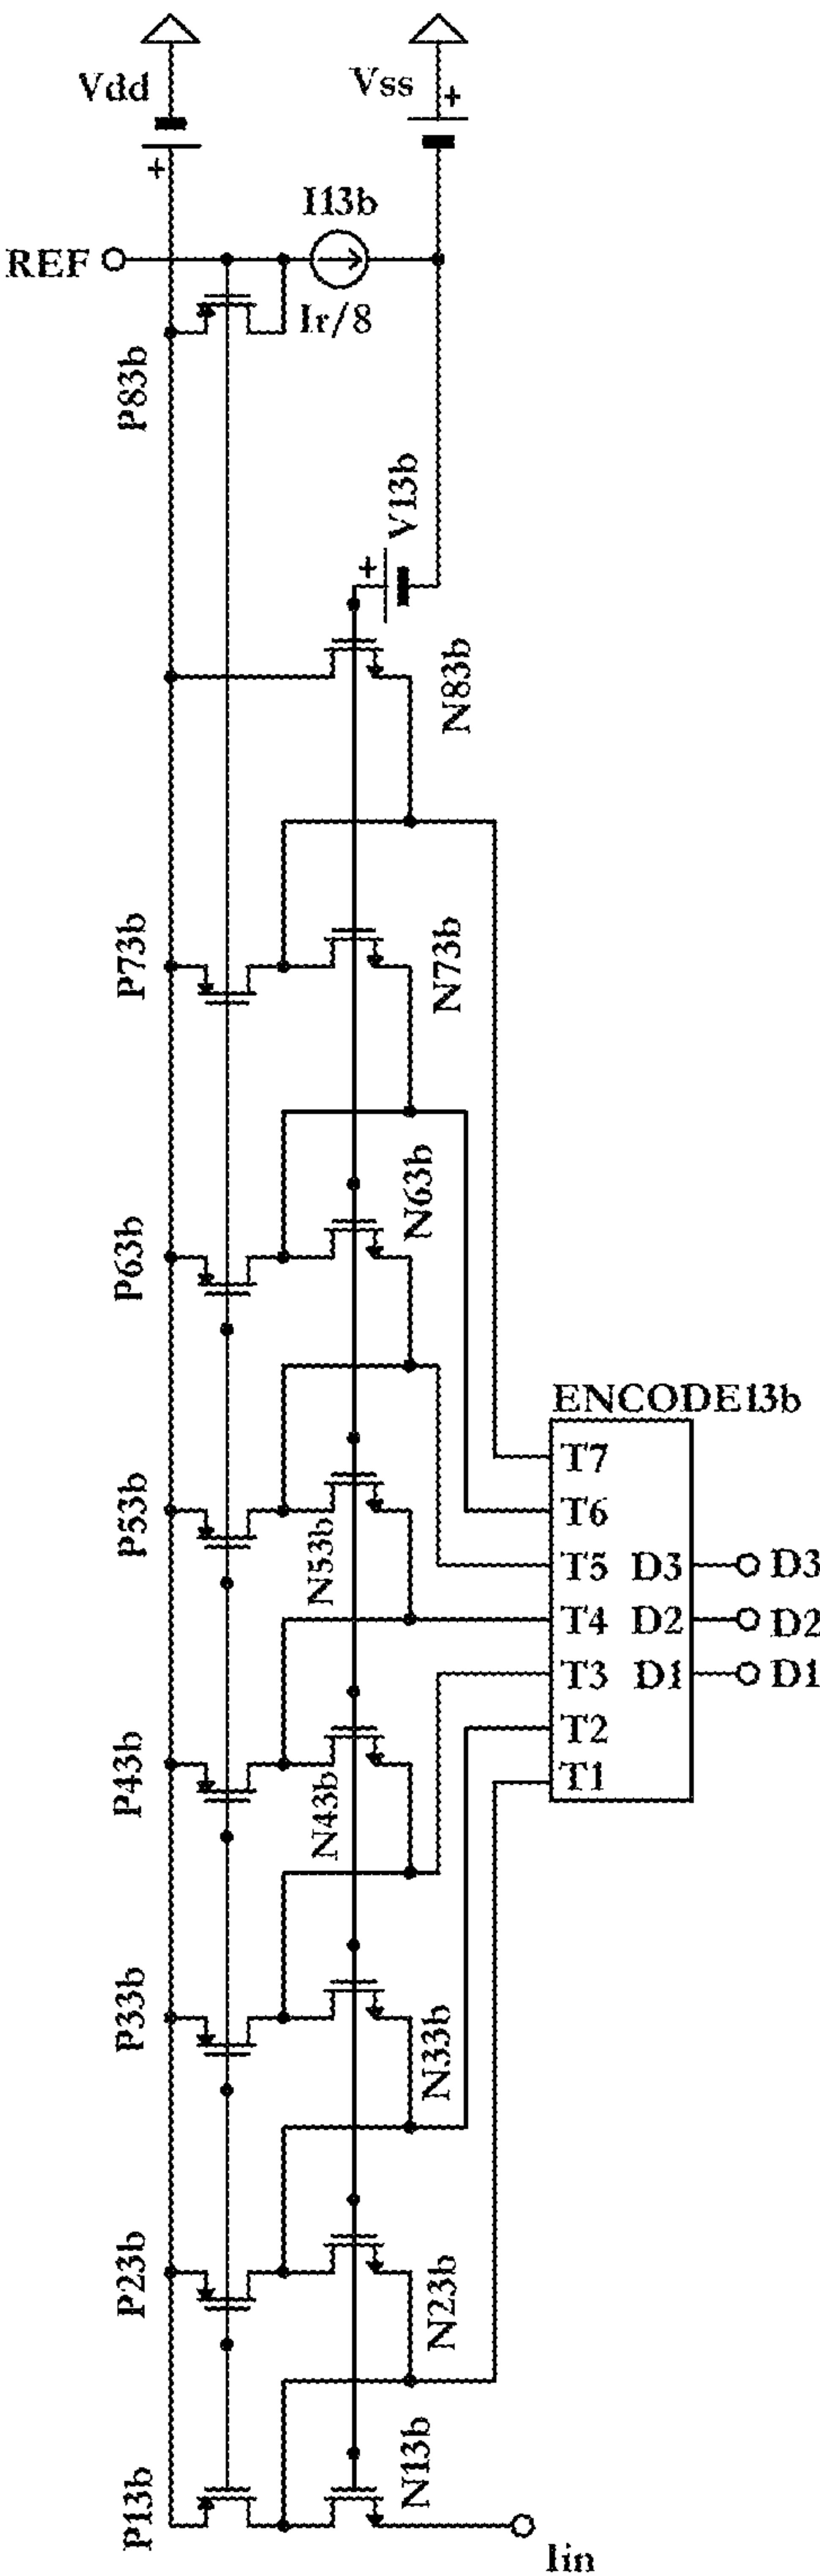 Vdd
Vss
+
+
I13b
REF
Ir/8
P83b
V13b
+
N83b
P73b
N73b
N63b
P63b
ENCODE13b
T7
P53b
T6
N53b
T5 D3 D3
T4 D2 D2
T3 D1 D1
T2
P43b
T1
N43b
P33b
N33b
P23b
N23b
N13b
P13b
Iin